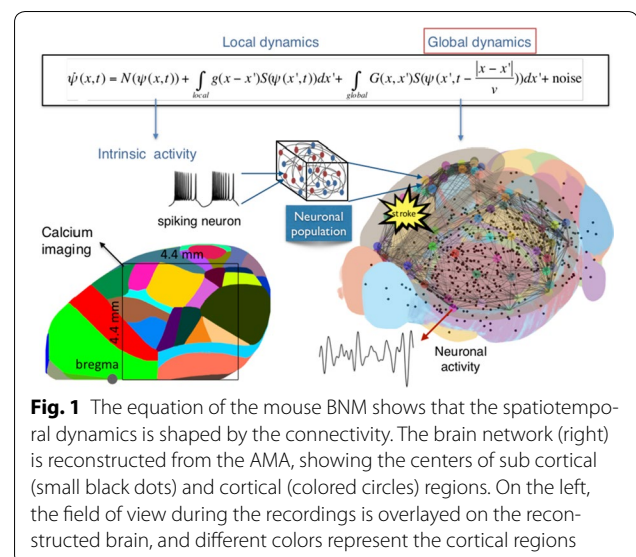 Local dynamics
Global dynamics
ψ̇(x,t) = N(ψ(x,t)) + ∫local g(x−x')S(ψ(x',t))dx' + ∫global G(x,x')S(ψ(x',t − |x−x'|/v))dx' + noise
Intrinsic activity
spiking neuron
Neuronal
population
stroke
Calcium
imaging
4.4 mm
4.4 mm
bregma
Neuronal
activity
Fig. 1 The equation of the mouse BNM shows that the spatiotempo-
ral dynamics is shaped by the connectivity. The brain network (right)
is reconstructed from the AMA, showing the centers of sub cortical
(small black dots) and cortical (colored circles) regions. On the left,
the field of view during the recordings is overlayed on the recon-
structed brain, and different colors represent the cortical regions